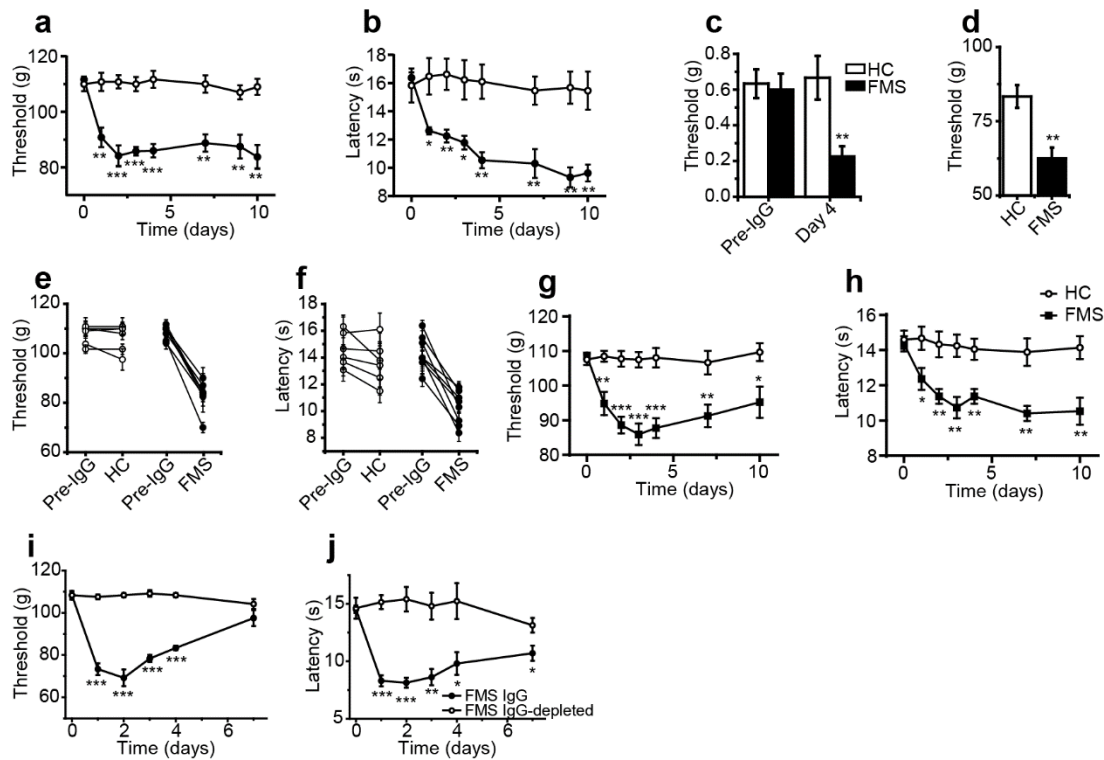 a
Threshold (g)
120
100
80
**
***
***
***
**
**
**
0
5
10
Time (days)
b
Latency (s)
18
16
14
12
10
8
*
**
*
**
**
**
**
0
5
10
Time (days)
c
Threshold (g)
0.8
0.6
0.4
0.2
0.0
HC
FMS
**
Pre-IgG
Day 4
d
Threshold (g)
100
75
50
**
HC
FMS
e
Threshold (g)
120
100
80
60
Pre-IgG
HC
Pre-IgG
FMS
f
Latency (s)
18
16
14
12
10
8
Pre-IgG
HC
Pre-IgG
FMS
g
Threshold (g)
120
110
100
90
80
**
***
***
***
**
*
0
2
4
6
8
10
Time (days)
h
HC
FMS
Latency (s)
16
14
12
10
8
6
*
**
**
**
**
**
0
5
10
Time (days)
i
Threshold (g)
120
100
80
60
***
***
***
***
0
2
4
6
Time (days)
j
Latency (s)
15
10
5
***
***
**
*
*
FMS IgG
FMS IgG-depleted
0
2
4
6
Time (days)